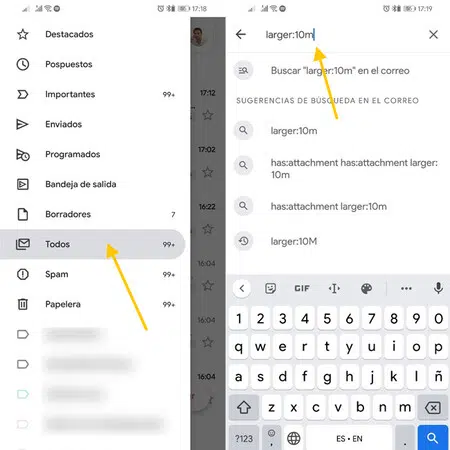 17:18
Destacados
Pospuestos
Importantes 99+
Enviados
Programados
Bandeja de salida
Borradores 7
Todos 99+
Spam 99+
Papelera 99+
17:12
17:02
16:22
16:04
16:04
16:04
17:19
larger:10m
Buscar "larger:10m" en el correo
SUGERENCIAS DE BÚSQUEDA EN EL CORREO
larger:10m
has:attachment has:attachment larger:
10m
has:attachment larger:10m
larger:10M
GIF
1 2 3 4 5 6 7 8 9 0
q w e r t y u i o p
a s d f g h j k l ñ
z x c v b n m
?123 , ES • EN .